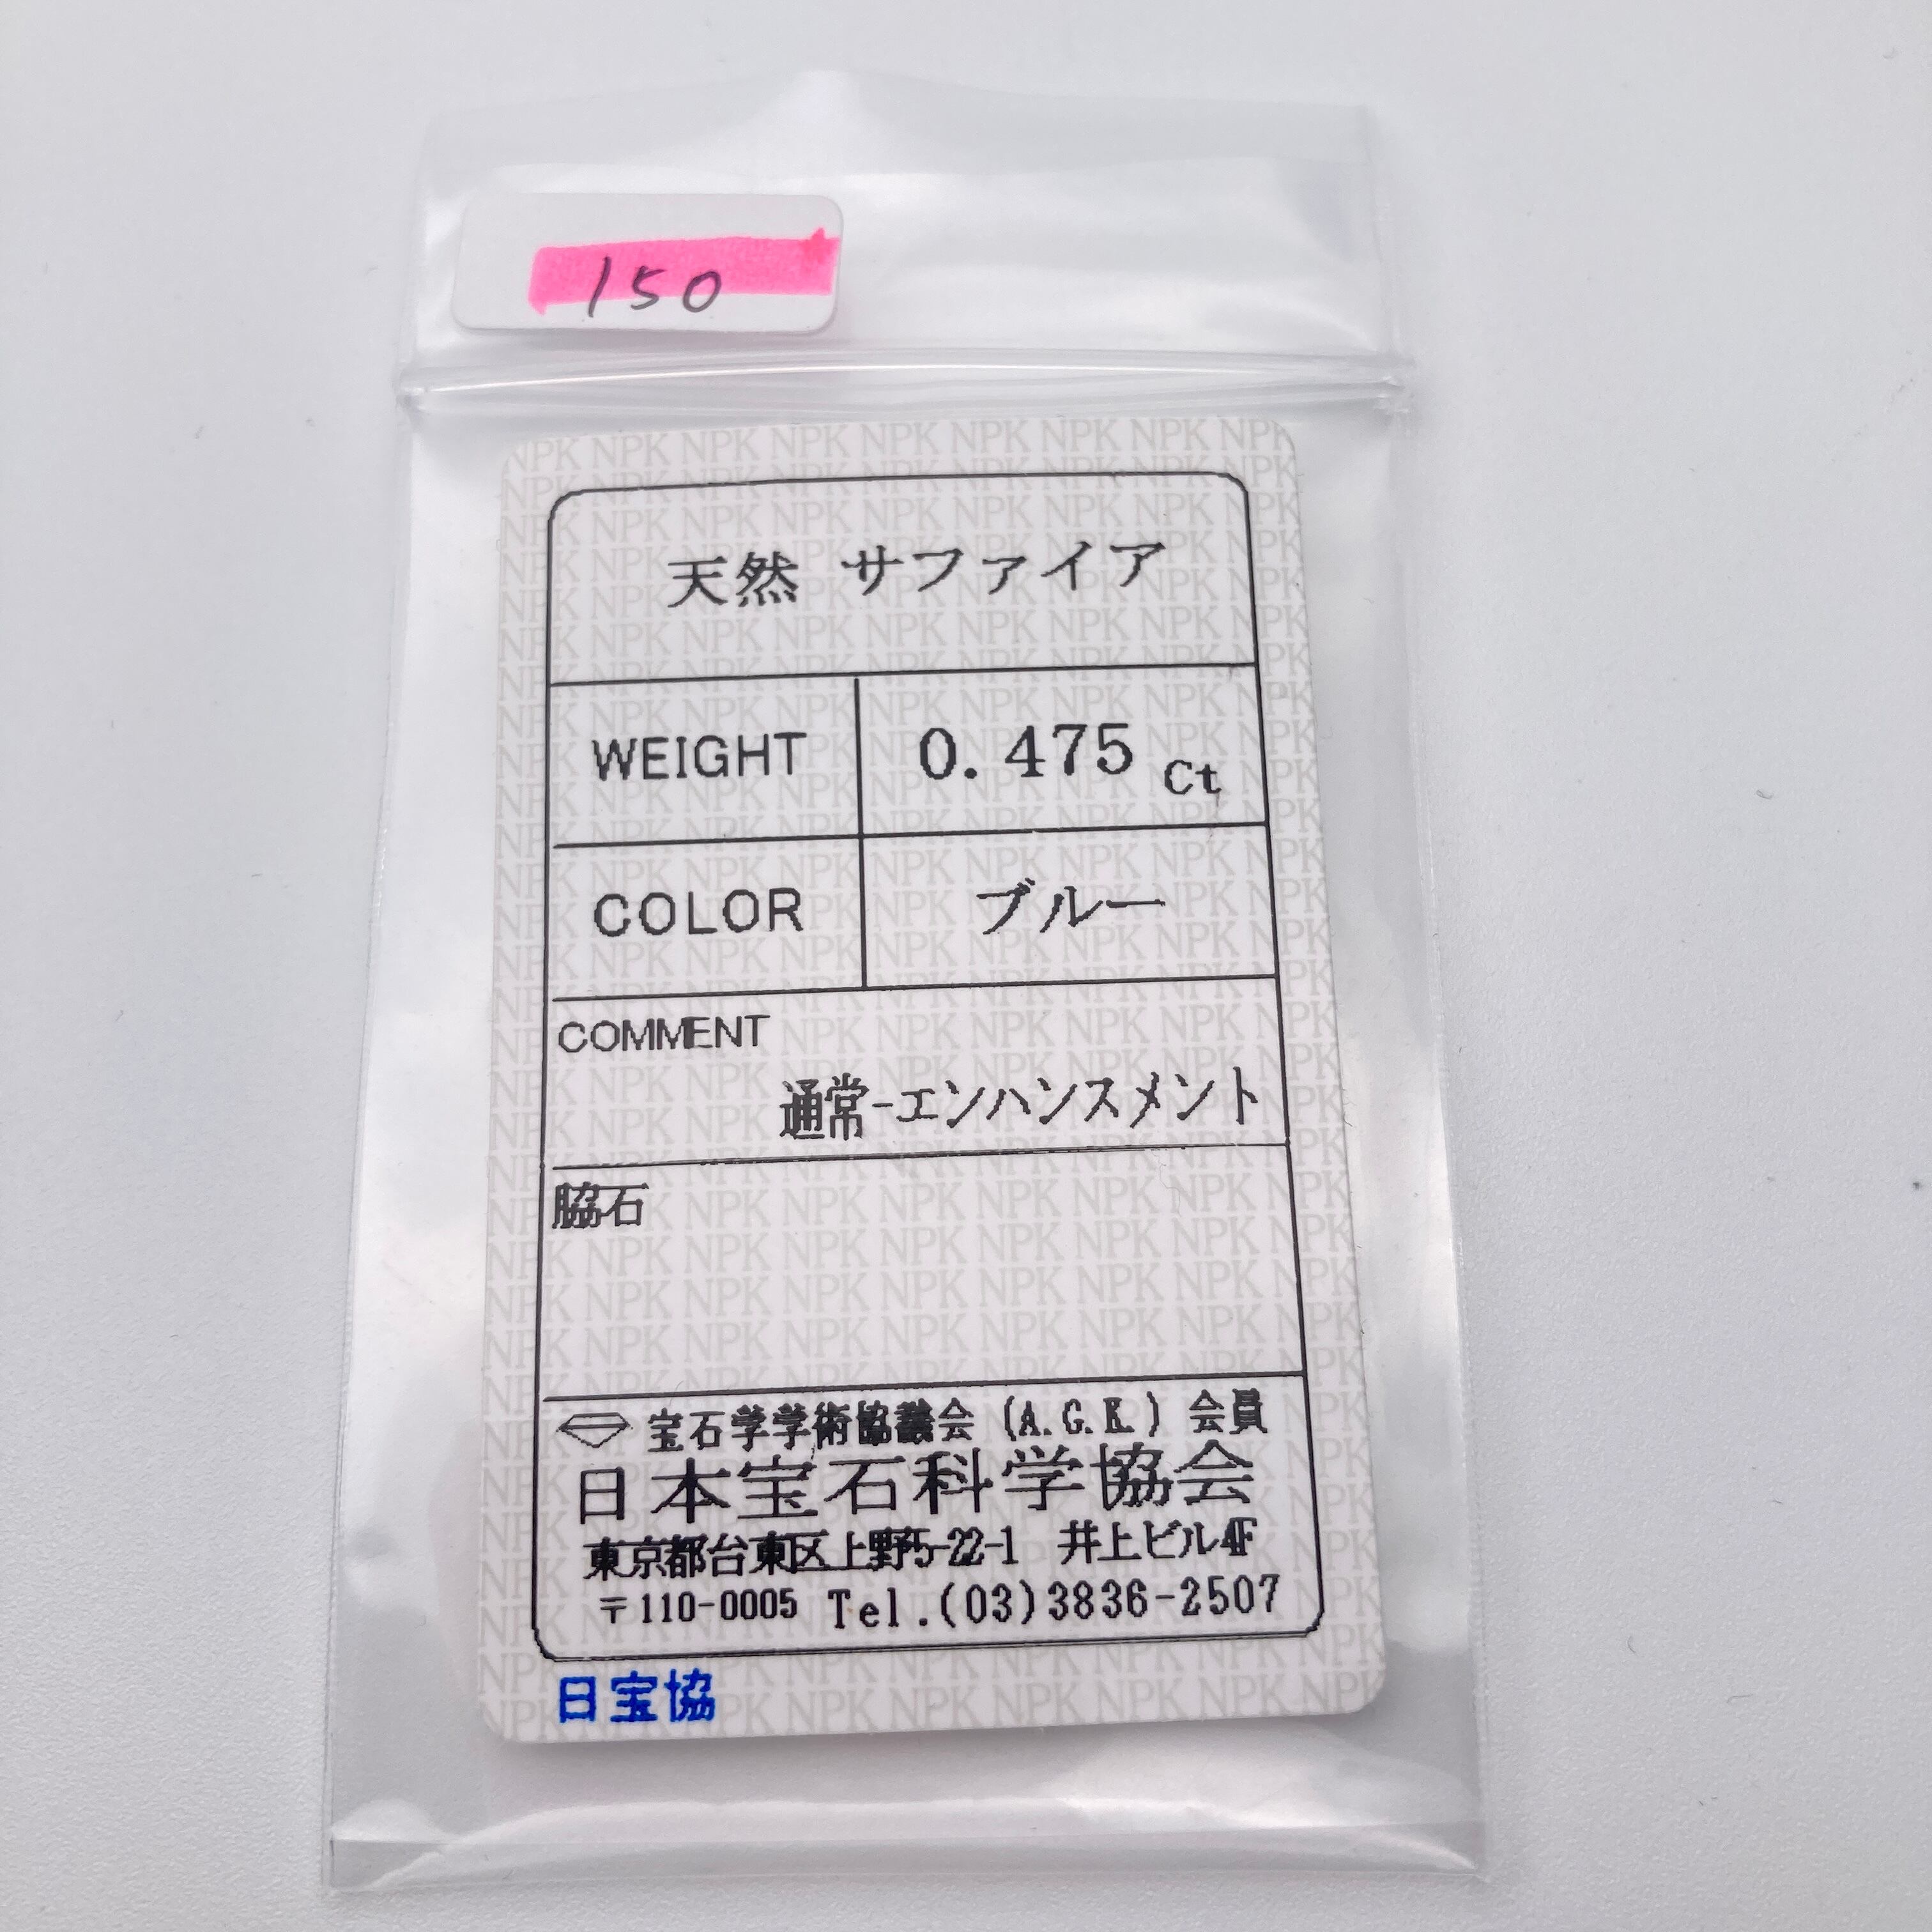 150
天然 サファイア
WEIGHT 0.475 Ct
COLOR ブルー
COMMENT
通常-エンハンスメント
脇石
宝石学学術協議会 (A.G.K.) 会員
日本宝石科学協会
東京都台東区上野5-22-1 井上ビル4F
〒110-0005 Tel.(03)3836-2507
日宝協